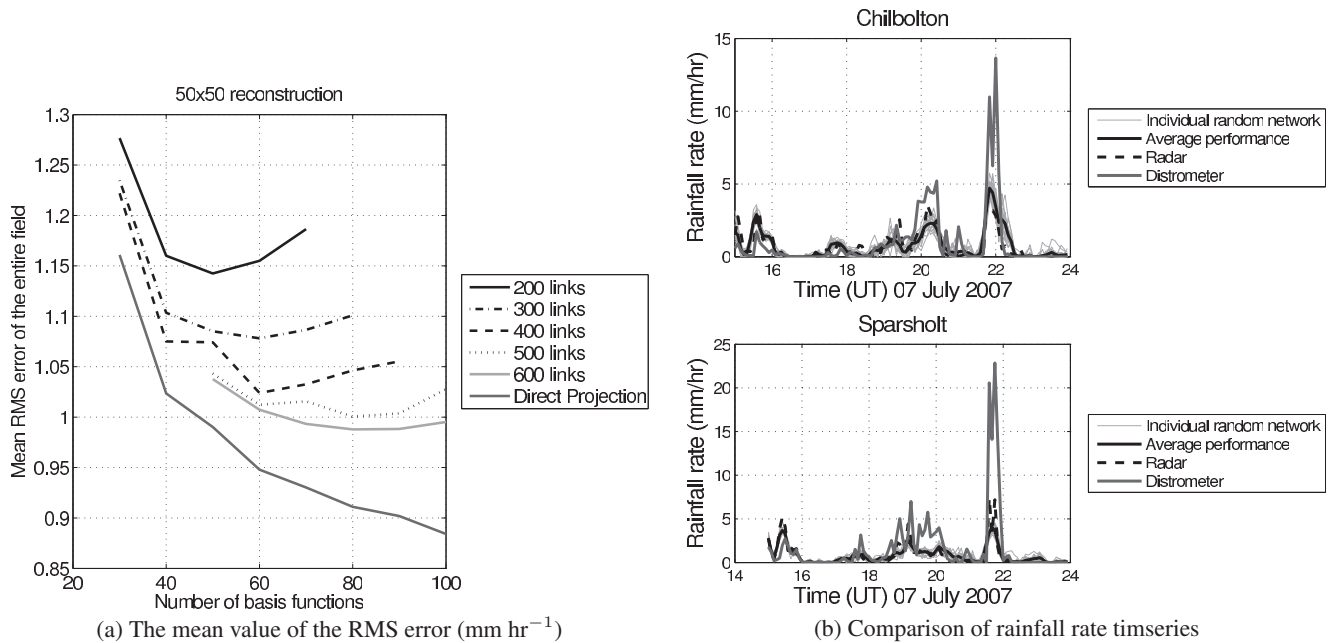 50x50 reconstruction
Mean RMS error of the entire field
1.3
1.25
1.2
1.15
1.1
1.05
1
0.95
0.9
0.85
20
40
60
80
100
Number of basis functions
200 links
300 links
400 links
500 links
600 links
Direct Projection
(a) The mean value of the RMS error (mm hr−1)
Chilbolton
Rainfall rate (mm/hr)
15
10
5
0
16
18
20
22
24
Time (UT) 07 July 2007
Individual random network
Average performance
Radar
Distrometer
Sparsholt
Rainfall rate (mm/hr)
25
20
15
10
5
0
14
16
18
20
22
24
Time (UT) 07 July 2007
Individual random network
Average performance
Radar
Distrometer
(b) Comparison of rainfall rate timseries